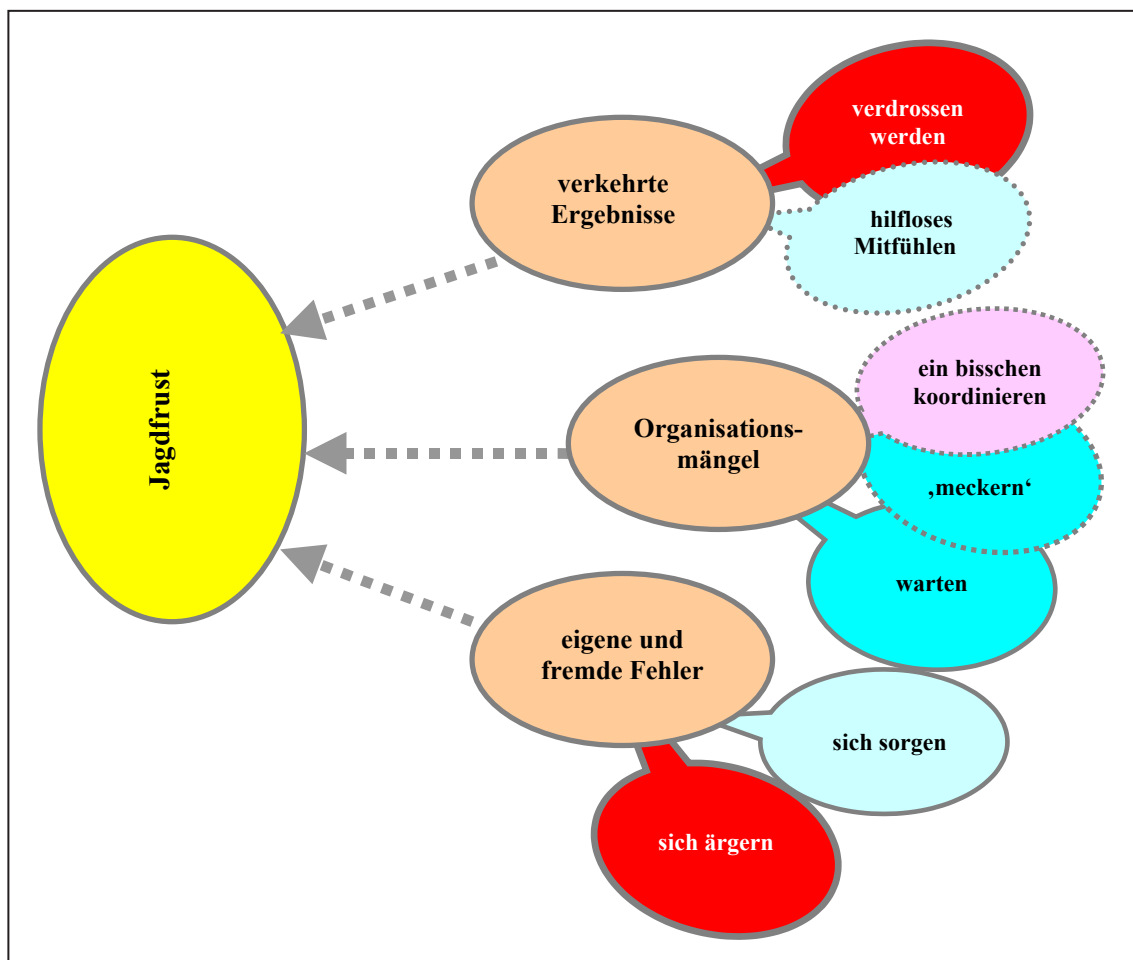 verdrossen
werden
verkehrte
Ergebnisse
hilfloses
Mitfühlen
Jagdfrust
ein bisschen
koordinieren
Organisations-
mängel
‚meckern‘
warten
eigene und
fremde Fehler
sich sorgen
sich ärgern